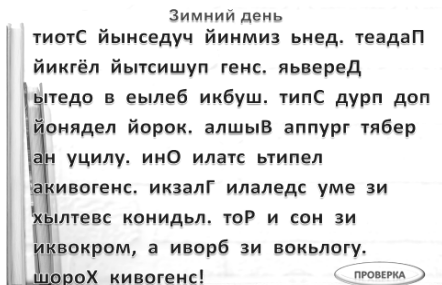 Зимний день
тиотС йынседуч йинмиз ьнед. теадаП
йикгёл йытсишуп генс. яьвереД
ытедо в еылеб икбуш. типС дурп доп
йонядел йорок. алшыВ аппург тябер
ан уцилу. инО илатс ьтипел
акивогенс. икзалГ илаледс уме зи
хылтевс конидьл. тоР и сон зи
иквокром, а иворб зи вокьлогу.
шороХ кивогенс!
ПРОВЕРКА